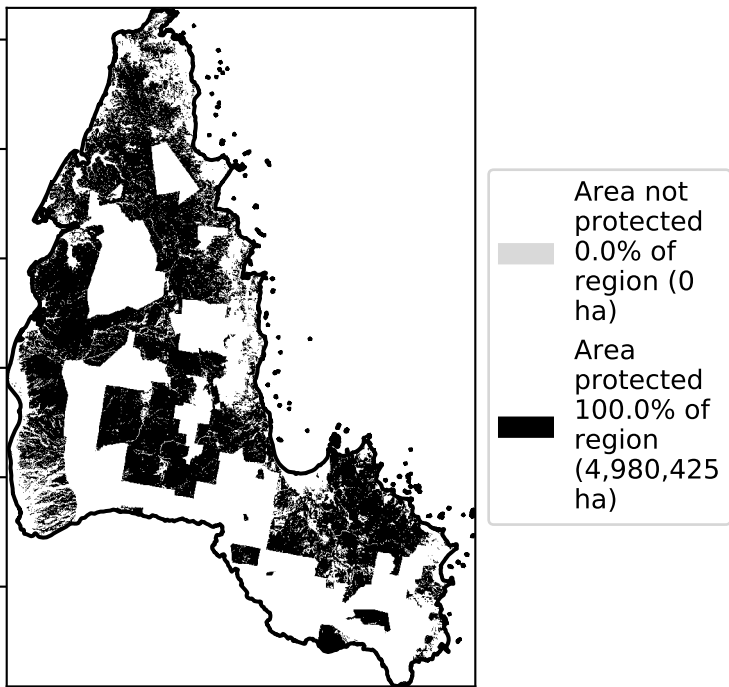 Area not
protected
0.0% of
region (0
ha)
Area
protected
100.0% of
region
(4,980,425
ha)